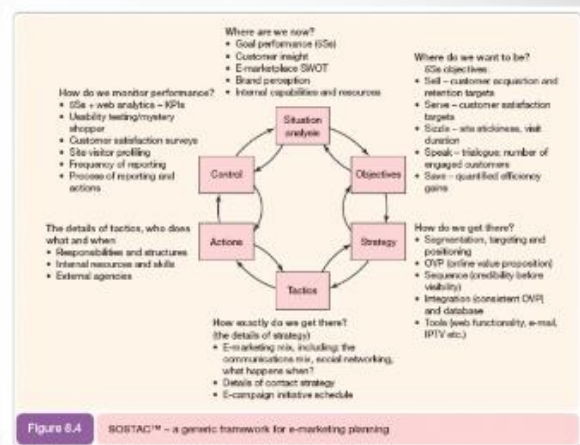 Where are we now?
• Goal performance (5Ss)
• Customer insight
• E-marketplace SWOT
• Brand perception
• Internal capabilities and resources
Where do we want to be?
5Ss objectives
• Sell – customer acquisition and
retention targets
• Serve – customer satisfaction
targets
• Sizzle – site stickiness, visit
duration
• Speak – trialogue; number of
engaged customers
• Save – quantified efficiency
gains
How do we monitor performance?
• 5Ss + web analytics – KPIs
• Usability testing/mystery
shopper
• Customer satisfaction surveys
• Site visitor profiling
• Frequency of reporting
• Process of reporting and
actions
Situation
analysis
Control
Objectives
Actions
Strategy
Tactics
The details of tactics, who does
what and when
• Responsibilities and structures
• Internal resources and skills
• External agencies
How do we get there?
• Segmentation, targeting and
positioning
• OVP (online value proposition)
• Sequence (credibility before
visibility)
• Integration (consistent OVP)
and database
• Tools (web functionality, e-mail,
IPTV etc.)
How exactly do we get there?
(the details of strategy)
• E-marketing mix, including: the
communications mix, social networking,
what happens when?
• Details of contact strategy
• E-campaign initiative schedule
Figure 8.4
SOSTAC™ – a generic framework for e-marketing planning